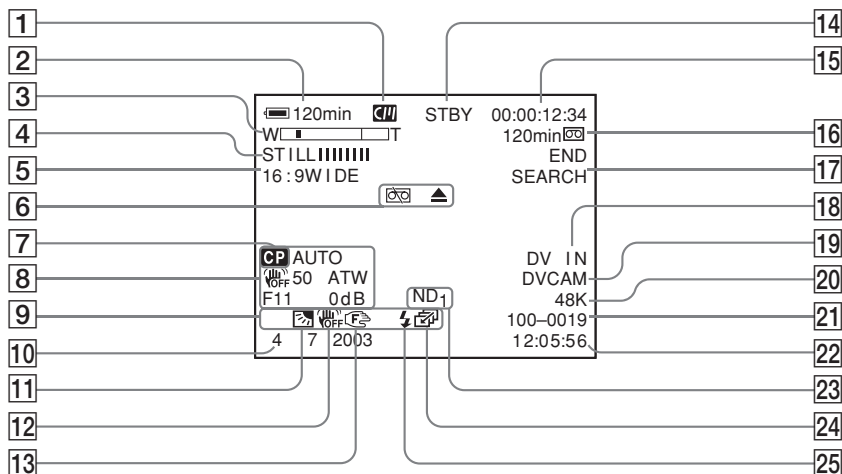 1
2
3
4
5
6
7
8
9
10
11
12
13
14
15
16
17
18
19
20
21
22
23
24
25
120min STBY 00:00:12:34
W T 120min
STILL END
16:9WIDE SEARCH
CP AUTO DV IN
OFF 50 ATW DVCAM
F11 0dB ND1 48K
OFF F 100–0019
4 7 2003 12:05:56